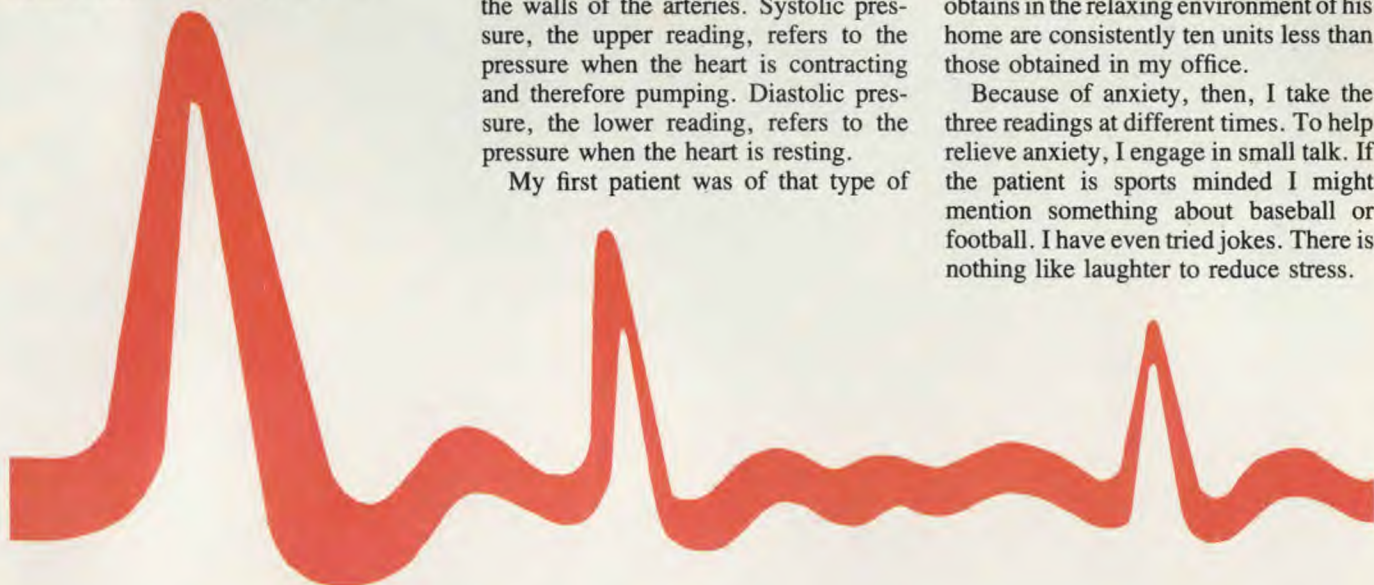 the walls of the arteries. Systolic pres-
sure, the upper reading, refers to the
pressure when the heart is contracting
and therefore pumping. Diastolic pres-
sure, the lower reading, refers to the
pressure when the heart is resting.
My first patient was of that type of
obtains in the relaxing environment of his
home are consistently ten units less than
those obtained in my office.
Because of anxiety, then, I take the
three readings at different times. To help
relieve anxiety, I engage in small talk. If
the patient is sports minded I might
mention something about baseball or
football. I have even tried jokes. There is
nothing like laughter to reduce stress.